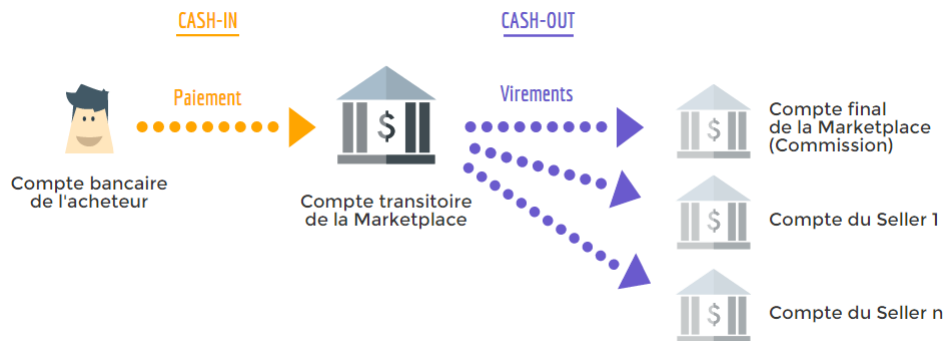 CASH-IN
CASH-OUT
Paiement
Virements
$
$
Compte final
de la Marketplace
(Commission)
Compte bancaire
de l'acheteur
Compte transitoire
de la Marketplace
$
Compte du Seller 1
$
Compte du Seller n